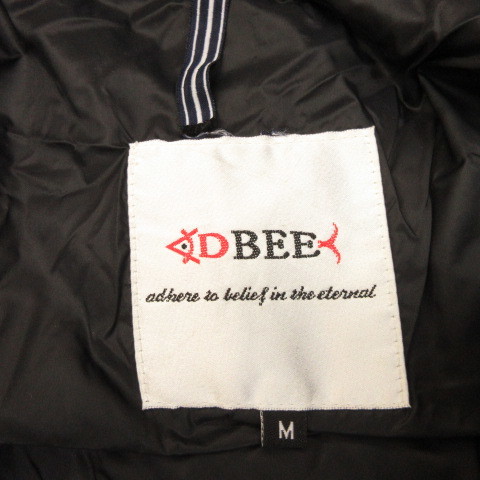 ADBEE
adhere to belief in the eternal
M